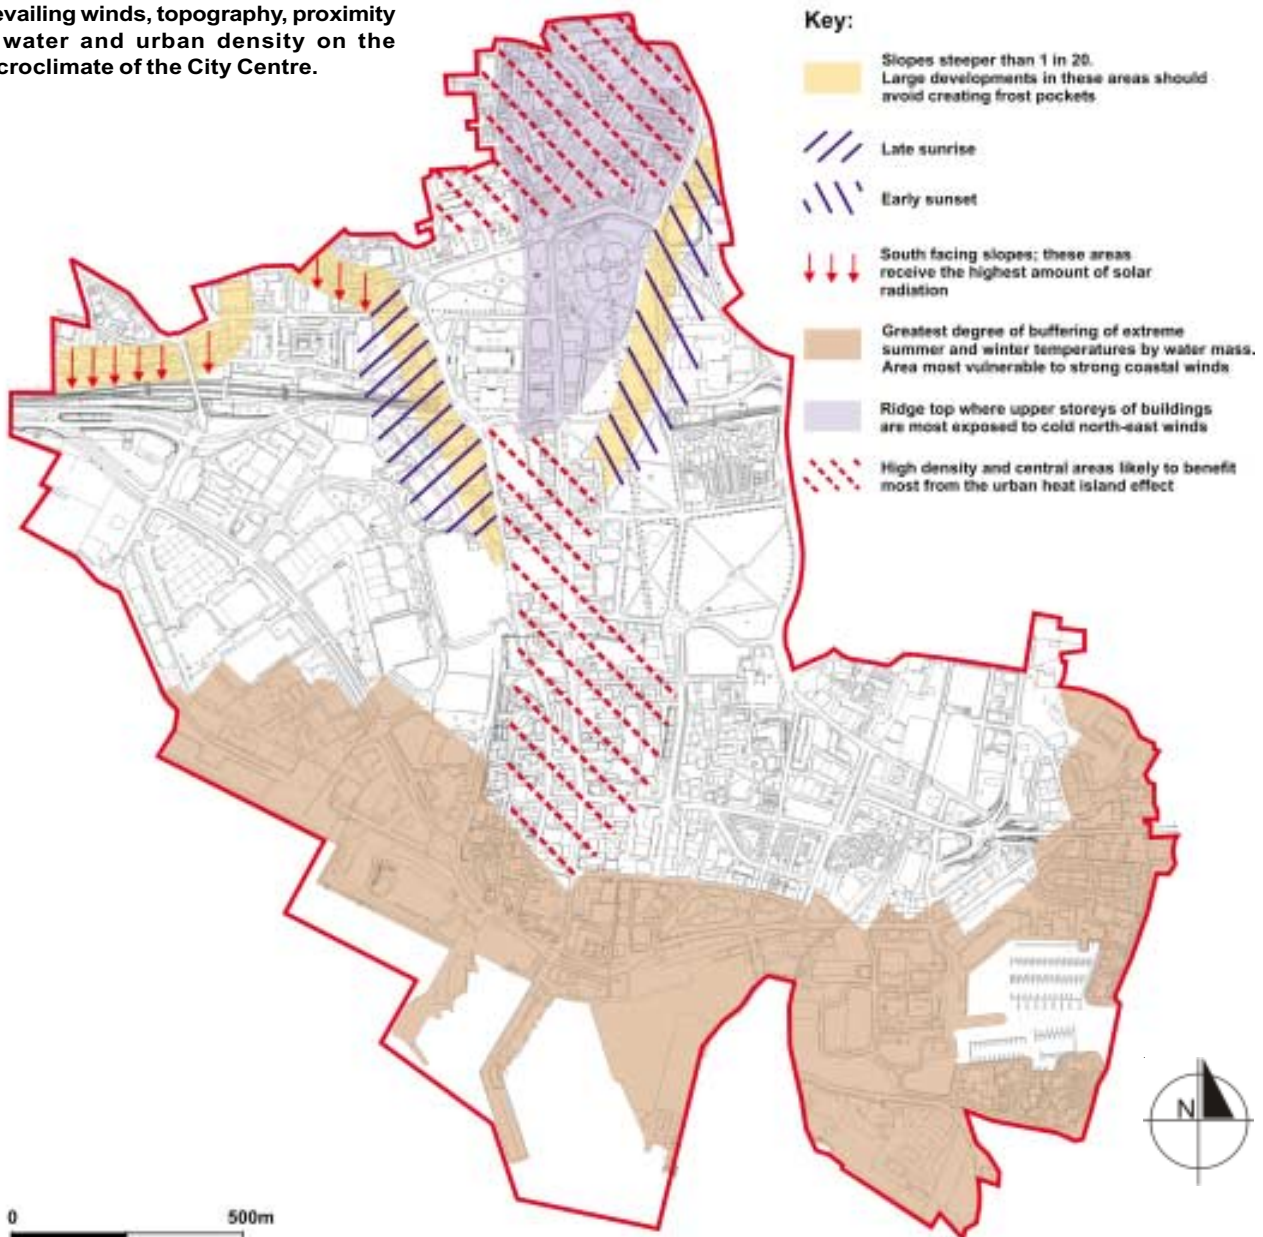 evailing winds, topography, proximity
water and urban density on the
croclimate of the City Centre.
Key:
Slopes steeper than 1 in 20.
Large developments in these areas should
avoid creating frost pockets
Late sunrise
Early sunset
South facing slopes; these areas
receive the highest amount of solar
radiation
Greatest degree of buffering of extreme
summer and winter temperatures by water mass.
Area most vulnerable to strong coastal winds
Ridge top where upper storeys of buildings
are most exposed to cold north-east winds
High density and central areas likely to benefit
most from the urban heat island effect
N
0 500m